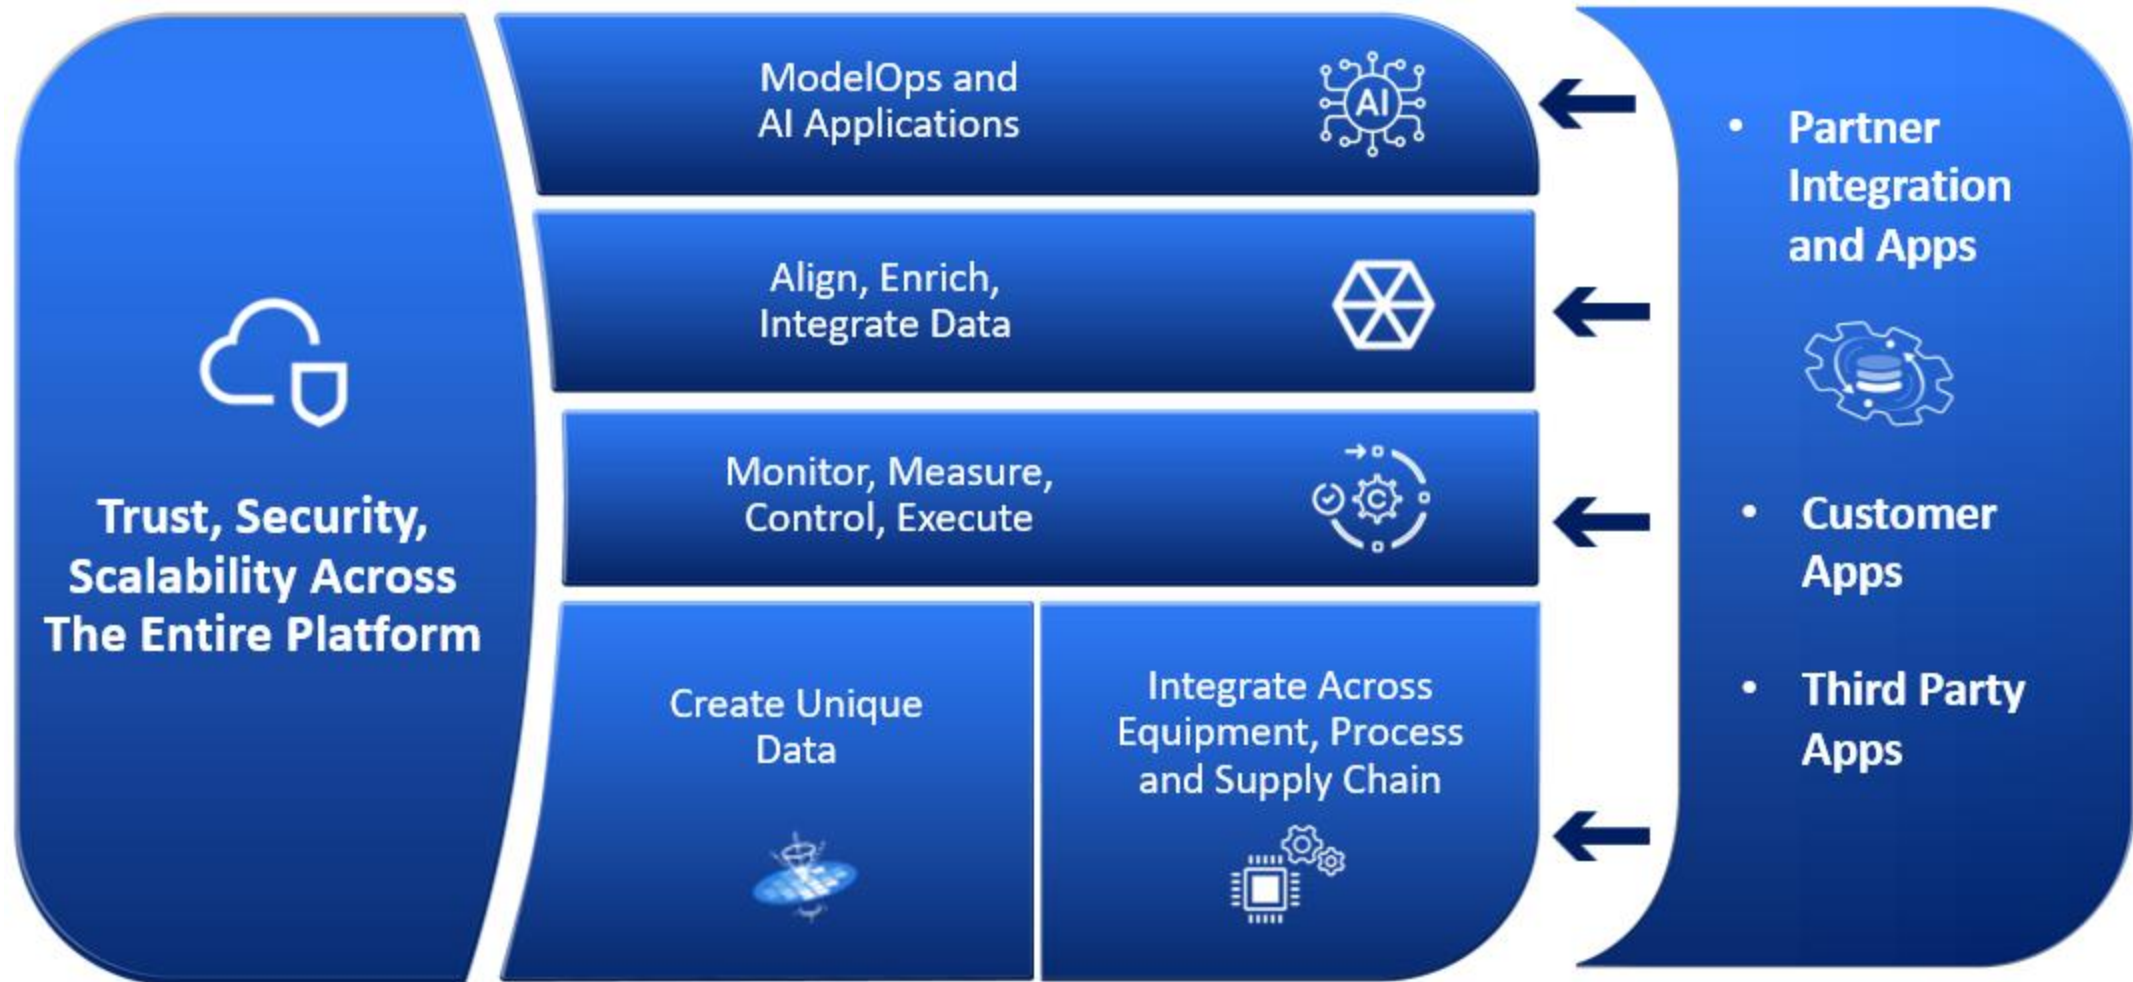 Trust, Security,
Scalability Across
The Entire Platform
ModelOps and
AI Applications
AI
Align, Enrich,
Integrate Data
Monitor, Measure,
Control, Execute
C
Create Unique
Data
Integrate Across
Equipment, Process
and Supply Chain
• Partner
Integration
and Apps
• Customer
Apps
• Third Party
Apps